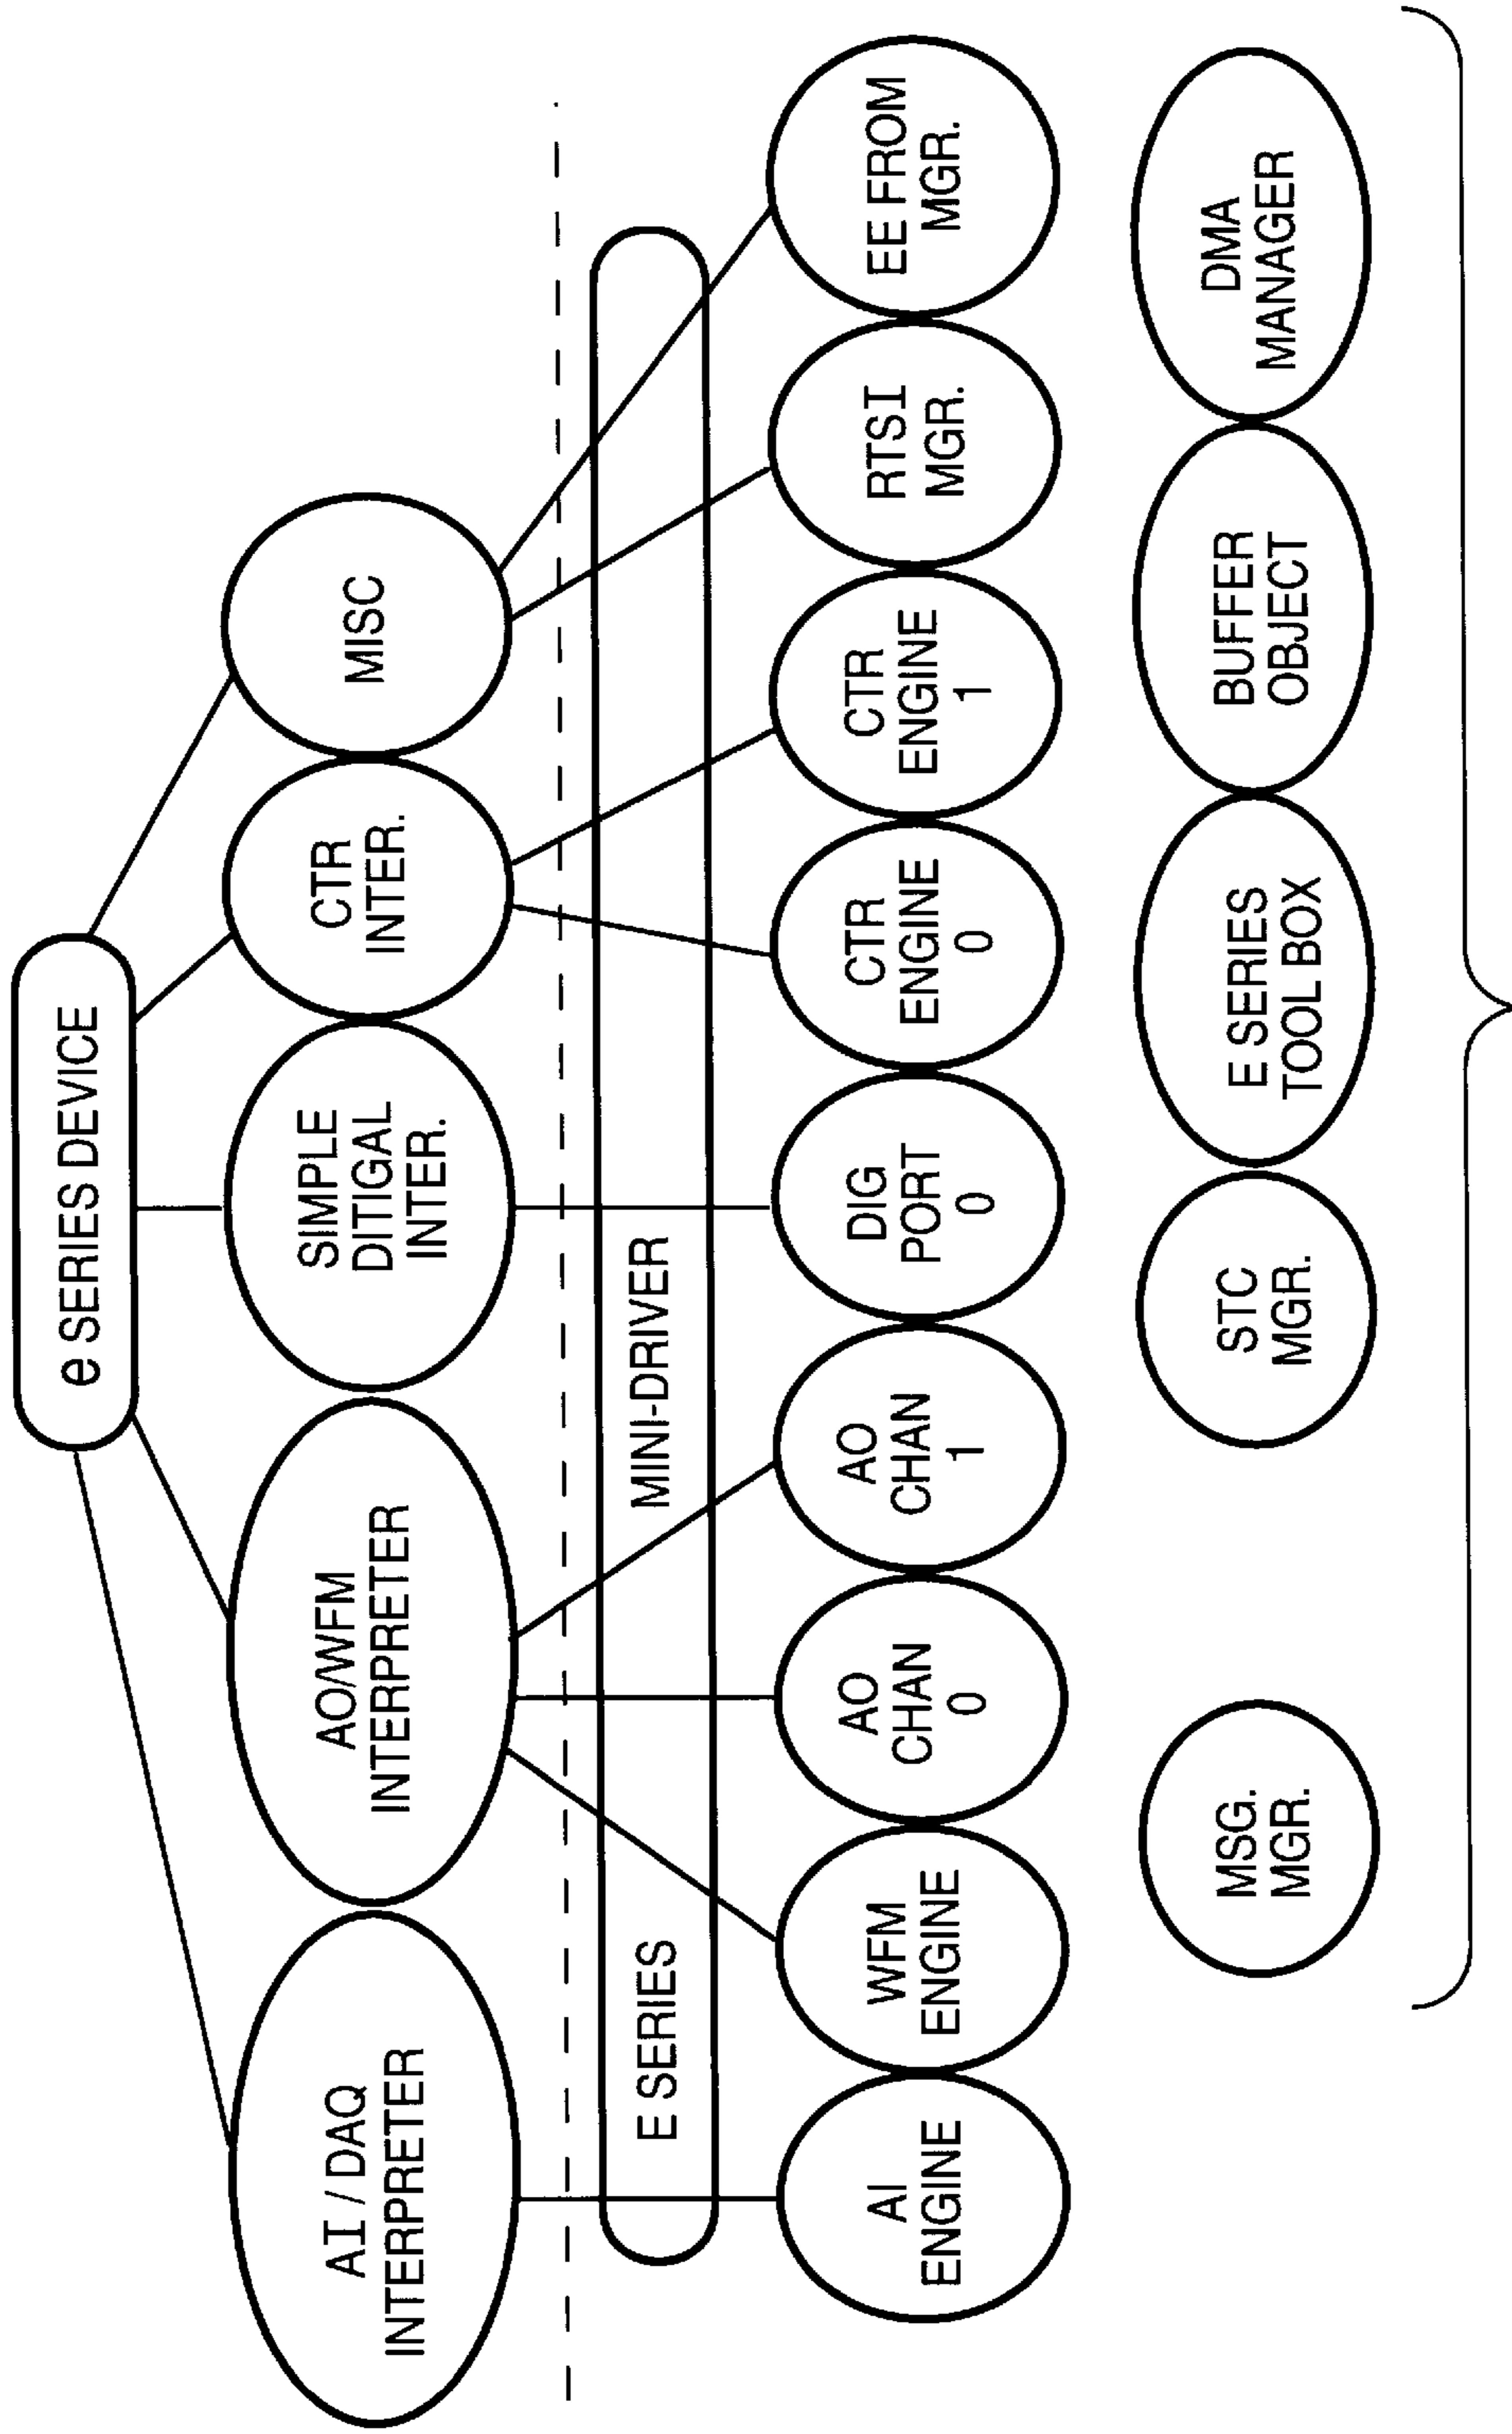 e SERIES DEVICE
AI / DAQ
INTERPRETER
AO/WFM
INTERPRETER
SIMPLE
DITIGAL
INTER.
CTR
INTER.
MISC
E SERIES
MINI-DRIVER
AI
ENGINE
WFM
ENGINE
AO
CHAN
0
AO
CHAN
1
DIG
PORT
0
CTR
ENGINE
0
CTR
ENGINE
1
RTSI
MGR.
EE FROM
MGR.
MSG.
MGR.
STC
MGR.
E SERIES
TOOL BOX
BUFFER
OBJECT
DMA
MANAGER